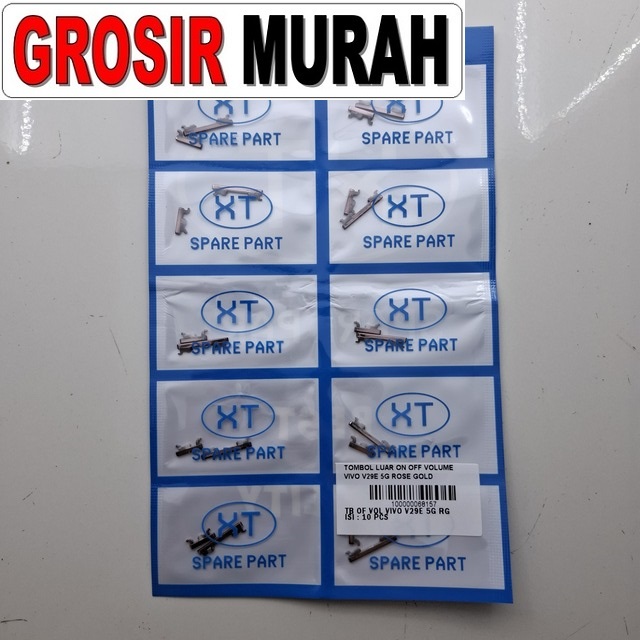 GROSIR MURAH
XT XT
SPARE PART SPARE PART
XT XT
SPARE PART SPARE PART
XT XT
SPARE PART SPARE PART
XT XT
SPARE PART SPARE PART
TOMBOL LUAR ON OFF VOLUME
VIVO V29E 5G ROSE GOLD
100000068157
TB OF VOL VIVO V29E 5G RG
ISI : 10 PCS
XT
SPARE PART SPARE PART